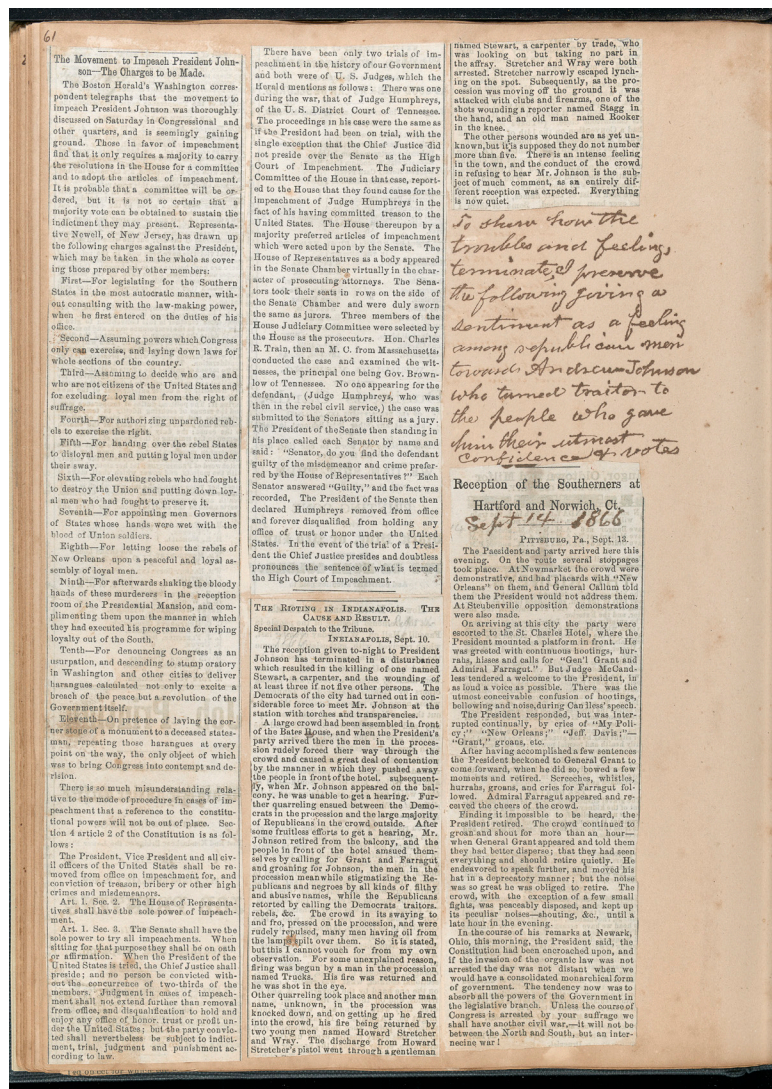 61
The Movement to Impeach President John-
son—The Charges to be Made.
The Boston Herald's Washington corres-
pondent telegraphs that the movement to
impeach President Johnson was thoroughly
discussed on Saturday in Congressional and
other quarters, and is seemingly gaining
ground. Those in favor of impeachment
find that it only requires a majority to carry
the resolutions in the House for a committee
and to adopt the articles of impeachment.
It is probable that a committee will be or-
dered, but it is not so certain that a
majority vote can be obtained to sustain the
indictment they may present. Representa-
tive Newell, of New Jersey, has drawn up
the following charges against the President,
which may be taken in the whole as cover
ing those prepared by other members:
First—For legislating for the Southern
States in the most autocratic manner, with-
out consulting with the law-making power,
when he first entered on the duties of his
office.
Second—Assuming powers which Congress
only can exercise, and laying down laws for
whole sections of the country.
Third—Assuming to decide who are and
who are not citizens of the United States and
for excluding loyal men from the right of
suffrage.
Fourth—For authorizing unpardoned reb-
els to exercise the right.
Fifth—For handing over the rebel States
to disloyal men and putting loyal men under
their sway.
Sixth—For elevating rebels who had fought
to destroy the Union and putting down loy-
al men who had fought to preserve it.
Seventh—For appointing men Governors
of States whose hands were wet with the
blood of Union soldiers.
Eighth—For letting loose the rebels of
New Orleans upon a peaceful and loyal as-
sembly of loyal men.
Ninth—For afterwards shaking the bloody
hands of these murderers in the reception
room of the Presidential Mansion, and com-
plimenting them upon the manner in which
they had executed his programme for wiping
loyalty out of the South.
Tenth—For denouncing Congress as an
usurpation, and descending to stump oratory
in Washington and other cities to deliver
harangues calculated not only to excite a
breach of the peace but a revolution of the
Government itself.
Eleventh—On pretence of laying the cor-
ner stone of a monument to a deceased states-
man, repeating those harangues at every
point on the way, the only object of which
was to bring Congress into contempt and de-
rision.
There is so much misunderstanding rela-
tive to the mode of procedure in cases of im-
peachment that a reference to the constitu-
tional powers will not be out of place. Sec-
tion 4 article 2 of the Constitution is as fol-
lows:
The President, Vice President and all civ-
il officers of the United States shall be re-
moved from office on impeachment for, and
conviction of treason, bribery or other high
crimes and misdemeanors.
Art. 1. Sec. 2. The House of Representa-
tives shall have the sole power of impeach-
ment.
Art. 1. Sec. 3. The Senate shall have the
sole power to try all impeachments. When
sitting for that purpose they shall be on oath
or affirmation. When the President of the
United States is tried, the Chief Justice shall
preside; and no person be convicted with-
out the concurrence of two-thirds of the
members. Judgment in cases of impeach-
ment shall not extend further than removal
from office, and disqualification to hold and
enjoy any office of honor, trust or profit un-
der the United States; but the party convic-
ted shall nevertheless be subject to indict-
ment, trial, judgment and punishment ac-
cording to law.
There have been only two trials of im-
peachment in the history of our Government
and both were of U. S. Judges, which the
Herald mentions as follows: There was one
during the war, that of Judge Humphreys,
of the U. S. District Court of Tennessee.
The proceedings in his case were the same as
if the President had been on trial, with the
single exception that the Chief Justice did
not preside over the Senate as the High
Court of Impeachment. The Judiciary
Committee of the House in that case, report-
ed to the House that they found cause for the
impeachment of Judge Humphreys in the
fact of his having committed treason to the
United States. The House thereupon by a
majority preferred articles of impeachment
which were acted upon by the Senate. The
House of Representatives as a body appeared
in the Senate Chamber virtually in the char-
acter of prosecuting attorneys. The Sena-
tors took their seats in rows on the side of
the Senate Chamber and were duly sworn
the same as jurors. Three members of the
House Judiciary Committee were selected by
the House as the prosecutors. Hon. Charles
R. Train, then an M. C. from Massachusetts
conducted the case and examined the wit-
nesses, the principal one being Gov. Brown-
low of Tennessee. No one appearing for the
defendant, (Judge Humphreys, who was
then in the rebel civil service,) the case was
submitted to the Senators sitting as a jury.
The President of the Senate then standing in
his place called each Senator by name and
said: "Senator, do you find the defendant
guilty of the misdemeanor and crime prefer-
red by the House of Representatives?" Each
Senator answered "Guilty," and the fact was
recorded, The President of the Senate then
declared Humphreys removed from office
and forever disqualified from holding any
office of trust or honor under the United
States. In the event of the trial of a Presi-
dent the Chief Justice presides and doubtless
pronounces the sentence of what is termed
the High Court of Impeachment.
THE RIOTING IN INDIANAPOLIS. THE
CAUSE AND RESULT.
Special Despatch to the Tribune.
INDIANAPOLIS, Sept. 10.
The reception given to-night to President
Johnson has terminated in a disturbance
which resulted in the killing of one named
Stewart, a carpenter, and the wounding of
at least three if not five other persons. The
Democrats of the city had turned out in con-
siderable force to meet Mr. Johnson at the
station with torches and transparencies.
A large crowd had been assembled in front
of the Bates House, and when the President's
party arrived there the men in the proces-
sion rudely forced their way through the
crowd and caused a great deal of contention
by the manner in which they pushed away
the people in front of the hotel. subsequent-
ly, when Mr. Johnson appeared on the bal-
cony, he was unable to get a hearing. Fur-
ther quarreling ensued between the Demo-
crats in the procession and the large majority
of Republicans in the crowd outside. After
some fruitless efforts to get a hearing, Mr.
Johnson retired from the balcony, and the
people in front of the hotel amsued them-
selves by calling for Grant and Farragut
and groaning for Johnson, the men in the
procession meanwhile stigmatizing the Re-
publicans and negroes by all kinds of filthy
and abusive names, while the Republicans
retorted by calling the Democrats traitors.
rebels, &c. The crowd in its swaying to
and fro, pressed on the procession, and were
rudely repulsed, many men having oil from
the lamps spilt over them. So it is stated,
but this I cannot vouch for from my own
observation. For some unexplained reason,
firing was begun by a man in the procession
named Trucks. His fire was returned and
he was shot in the eye.
Other quarreling took place and another man
name, unknown, in the procession was
knocked down, and on getting up he fired
into the crowd, his fire being returned by
two young men named Howard Stretcher
and Wray. The discharge from Howard
Stretcher's pistol went through a gentleman
named Stewart, a carpenter by trade, who
was looking on but taking no part in
the affray. Stretcher and Wray were both
arrested. Stretcher narrowly escaped lynch-
ing on the spot. Subsequently, as the pro-
cession was moving off the ground it was
attacked with clubs and firearms, one of the
shots wounding a reporter named Stagg in
the hand, and an old man named Rooker
in the knee.
The other persons wounded are as yet un-
known, but it is supposed they do not number
more than five. There is an intense feeling
in the town, and the conduct of the crowd
in refusing to hear Mr. Johnson is the sub-
ject of much comment, as an entirely dif-
ferent reception was expected. Everything
is now quiet.
To show how the
troubles and feelings
terminate, I preserve
the following giving a
sentiment as a feeling
among republican men
towards Andrew Johnson
who turned traitor to
the people who gave
him their utmost
confidence & votes
Reception of the Southerners at
Hartford and Norwich, Ct.
Sept 14 1866
PITTSBURG, Pa., Sept. 13.
The President and party arrived here this
evening. On the route several stoppages
took place. At Newmarket the crowd were
demonstrative, and had placards with "New
Orleans" on them, and General Cullum told
them the President would not address them.
At Steubenville opposition demonstrations
were also made.
On arriving at this city the party were
escorted to the St. Charles Hotel, where the
President mounted a platform in front. He
was greeted with continuous hootings, hur-
rahs, hisses and calls for "Gen'l Grant and
Admiral Farragut." But Judge McCand-
less tendered a welcome to the President, in
as loud a voice as possible. There was the
utmost conceivable confusion of hootings,
bellowing and noise, during Can less' speech.
The President responded, but was inter-
rupted continually, by cries of "My Poli-
cy;" "New Orleans;" "Jeff. Davis;"—
"Grant," groans, etc.
After having accomplished a few sentences
the President beckoned to General Grant to
come forward, when he did so, bowed a few
moments and retired. Screeches, whistles,
hurrahs, groans, and cries for Farragut fol-
lowed. Admiral Farragut appeared and re-
ceived the cheers of the crowd.
Finding it impossible to be heard, the
President retired. The crowd continued to
groan and shout for more than an hour—
when General Grant appeared and told them
they had better disperse; that they had seen
everything and should retire quietly. He
endeavored to speak further, and moved his
hat in a deprecatory manner; but the noise
was so great he was obliged to retire. The
crowd, with the exception of a few small
fights, was peaceably disposed, and kept up
its peculiar noises—shouting, &c., until a
late hour in the evening.
In the course of his remarks at Newark,
Ohio, this morning, the President said, the
Constitution had been encroached upon, and
if the invasion of the organic law was not
arrested the day was not distant when we
would have a consolidated monarchical form
of government. The tendency now was to
absorb all the powers of the Government in
the legislative branch. Unless the course of
Congress is arrested by your suffrage we
shall have another civil war,—it will not be
between the North and South, but an inter-
necine war!